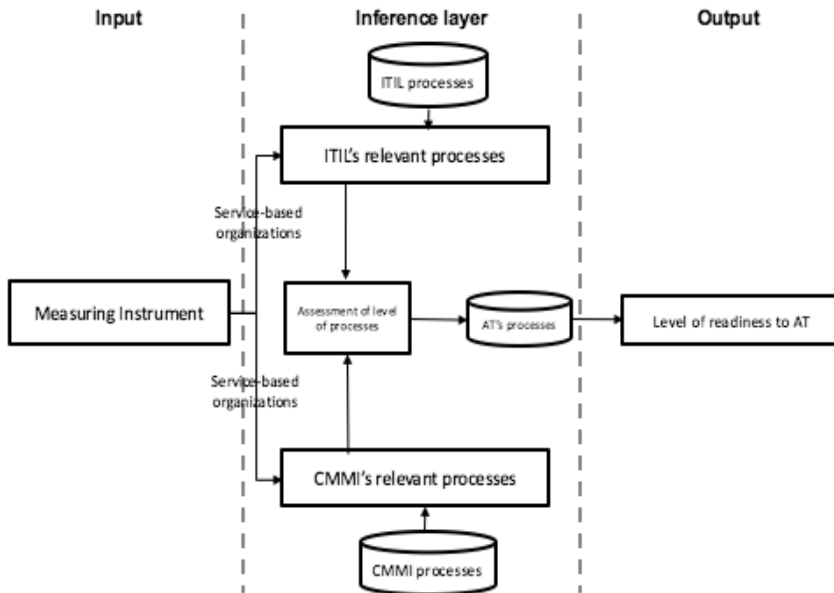 Input
Inference layer
Output
ITIL processes
ITIL's relevant processes
Service-based
organizations
Measuring Instrument
Assessment of level
of processes
AT's processes
Level of readiness to AT
Service-based
organizations
CMMI's relevant processes
CMMI processes